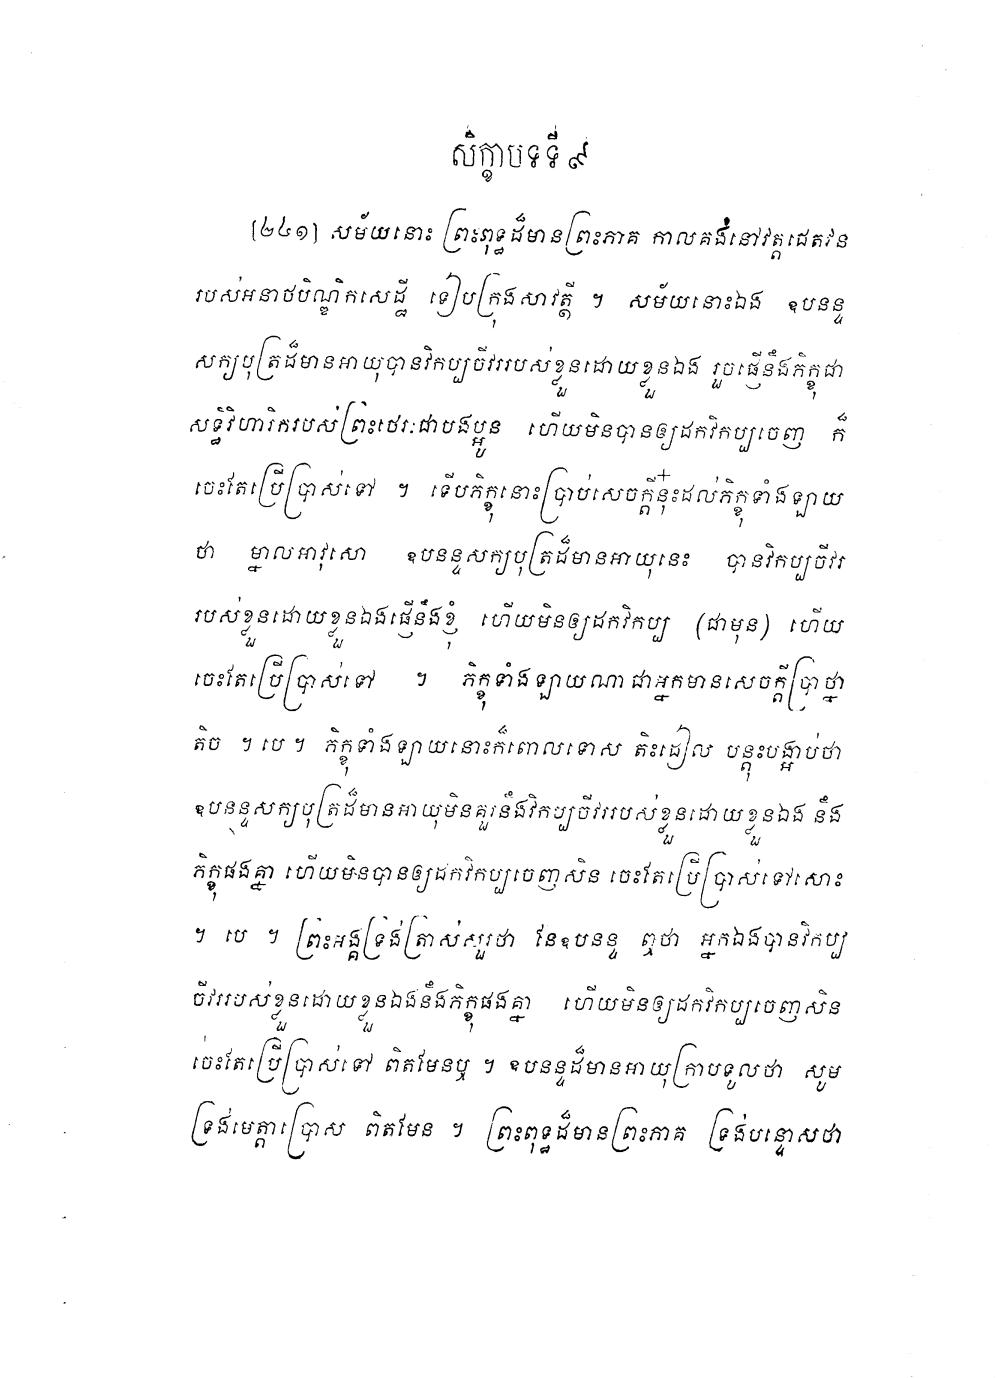 សិក្ខាបទទី ៩
[២៤១] សម័យនោះ ព្រះពុទ្ធដ៏មានព្រះភាគ កាលគង់នៅវត្តជេតវន
របស់អនាថបិណ្ឌិកសេដ្ឋី ទៀបក្រុងសាវត្ថី ។ សម័យនោះឯង ឧបនន្ទ
សក្យបុត្រដ៏មានអាយុបានវិកប្បចីវររបស់ខ្លួនដោយខ្លួនឯង រួចផ្ញើនឹងភិក្ខុជា
សទ្ធិវិហារិករបស់ព្រះថេរៈជាបងប្អូន ហើយមិនបានឲ្យដកវិកប្បចេញ ក៏
ចេះតែប្រើប្រាស់ទៅ ។ ទើបភិក្ខុនោះប្រាប់សេចក្តីនុ៎ះដល់ភិក្ខុទាំងឡាយ
ថា ម្នាលអាវុសោ ឧបនន្ទសក្យបុត្រដ៏មានអាយុនេះ បានវិកប្បចីវរ
របស់ខ្លួនដោយខ្លួនឯងផ្ញើនឹងខ្ញុំ ហើយមិនឲ្យដកវិកប្ប (ជាមុន) ហើយ
ចេះតែប្រើប្រាស់ទៅ ។ ភិក្ខុទាំងឡាយណាជាអ្នកមានសេចក្តីប្រាថ្នា
តិច ។ បេ ។ ភិក្ខុទាំងឡាយនោះក៏ពោលទោស តិះដៀល បន្តុះបង្អាប់ថា
ឧបនន្ទសក្យបុត្រដ៏មានអាយុមិនគួរនឹងវិកប្បចីវររបស់ខ្លួនដោយខ្លួនឯង នឹង
ភិក្ខុផងគ្នា ហើយមិនបានឲ្យដកវិកប្បចេញសិន ចេះតែប្រើប្រាស់ទៅសោះ
។ បេ ។ ព្រះអង្គទ្រង់ត្រាស់សួរថា នែឧបនន្ទ ឮថា អ្នកឯងបានវិកប្ប
ចីវររបស់ខ្លួនដោយខ្លួនឯងនឹងភិក្ខុផងគ្នា ហើយមិនឲ្យដកវិកប្បចេញសិន
ចេះតែប្រើប្រាស់ទៅ ពិតមែនឬ ។ ឧបនន្ទដ៏មានអាយុក្រាបទូលថា សូម
ទ្រង់មេត្តាប្រោស ពិតមែន ។ ព្រះពុទ្ធដ៏មានព្រះភាគ ទ្រង់បន្ទោសថា